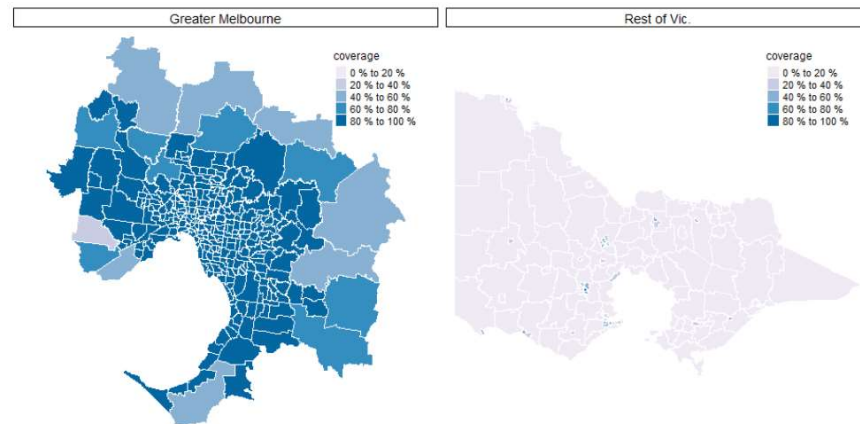 Greater Melbourne
coverage
0 % to 20 %
20 % to 40 %
40 % to 60 %
60 % to 80 %
80 % to 100 %
Rest of Vic.
coverage
0 % to 20 %
20 % to 40 %
40 % to 60 %
60 % to 80 %
80 % to 100 %